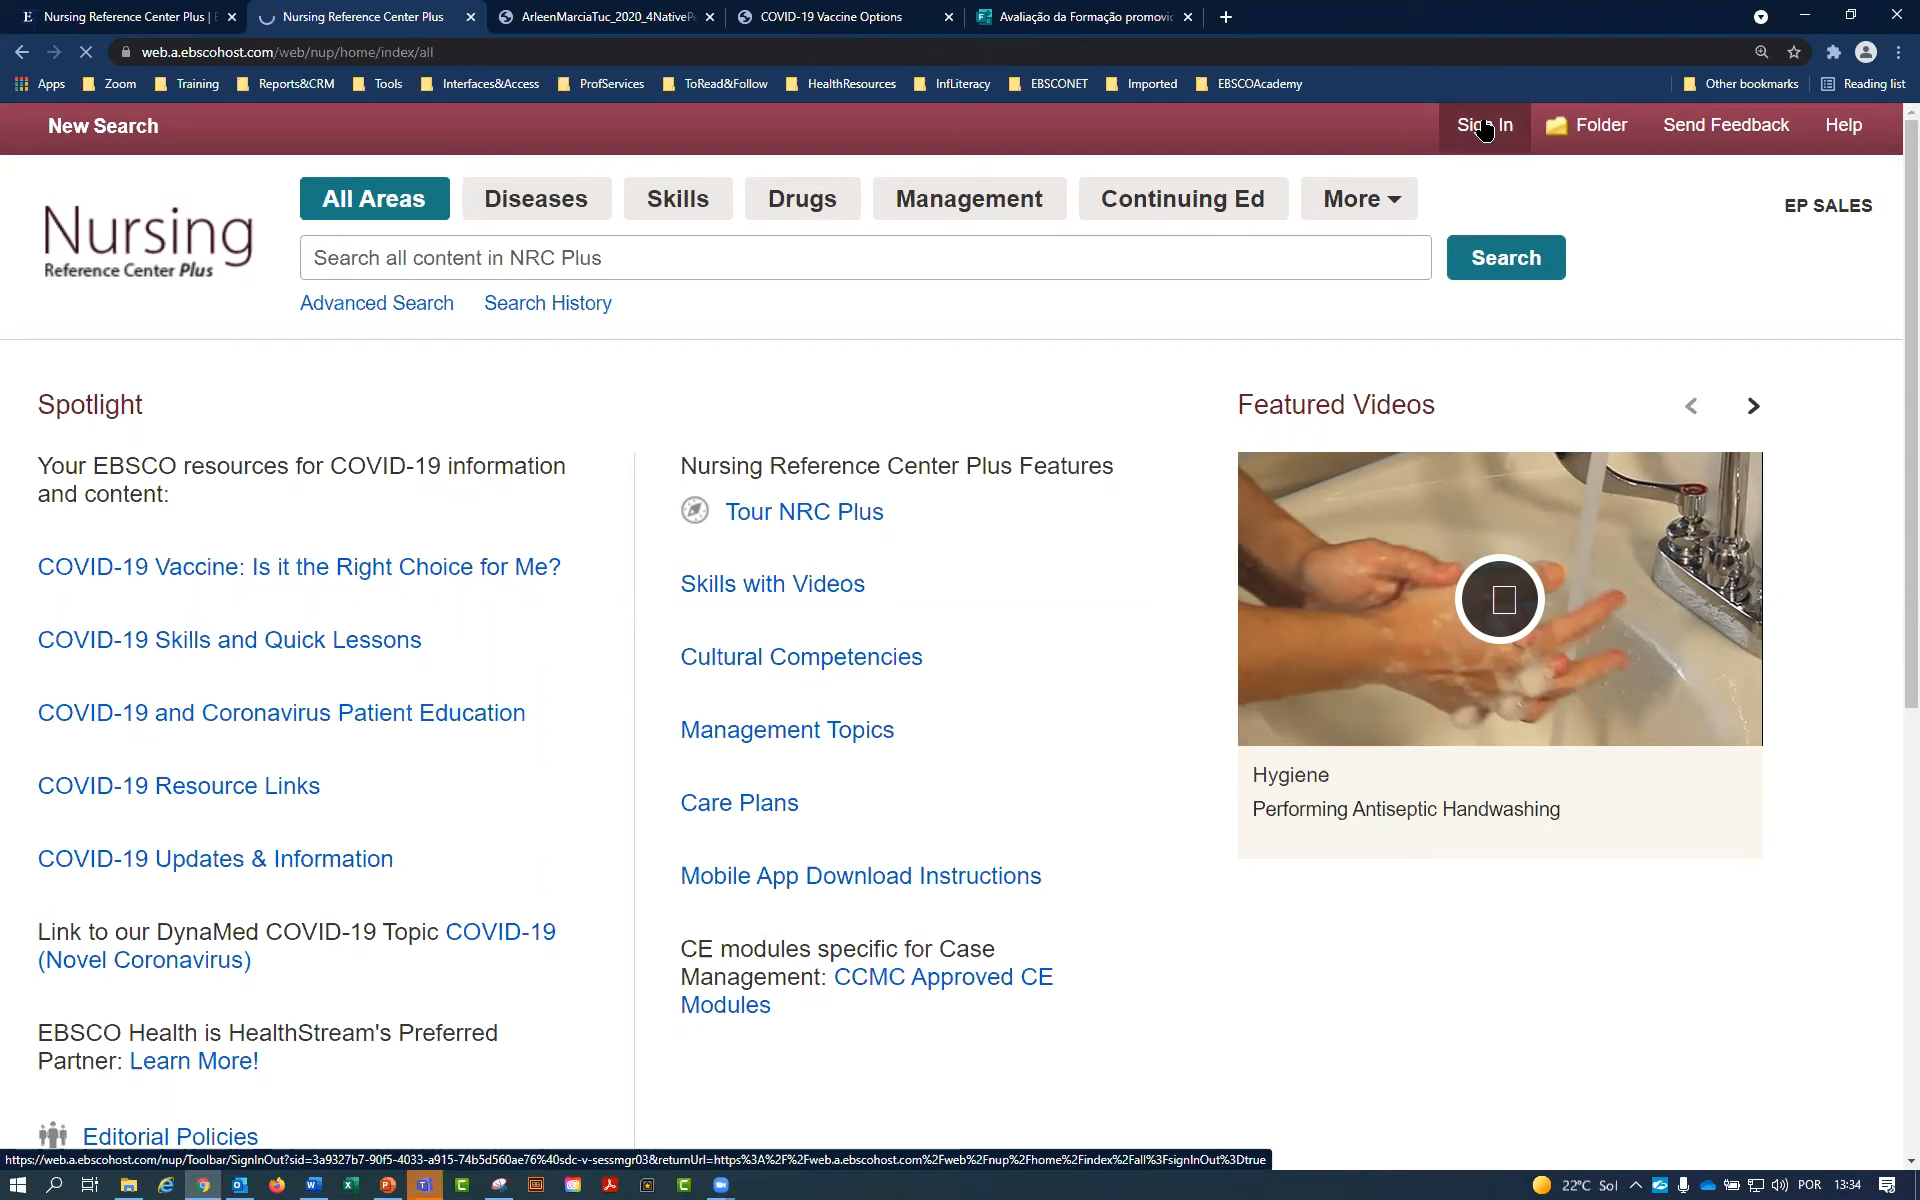 Nursing Reference Center Plus | E
Nursing Reference Center Plus
ArleenMarciaTuc_2020_4NativePe
COVID-19 Vaccine Options
Avaliação da Formação promovid
web.a.ebscohost.com/web/nup/home/index/all
Apps
Zoom
Training
Reports&CRM
Tools
Interfaces&Access
ProfServices
ToRead&Follow
HealthResources
InfLiteracy
EBSCONET
Imported
EBSCOAcademy
Other bookmarks
Reading list
New Search
Sign In
Folder
Send Feedback
Help
Nursing
Reference Center Plus
All Areas
Diseases
Skills
Drugs
Management
Continuing Ed
More
EP SALES
Search all content in NRC Plus
Search
Advanced Search
Search History
Spotlight
Your EBSCO resources for COVID-19 information
and content:
COVID-19 Vaccine: Is it the Right Choice for Me?
COVID-19 Skills and Quick Lessons
COVID-19 and Coronavirus Patient Education
COVID-19 Resource Links
COVID-19 Updates & Information
Link to our DynaMed COVID-19 Topic COVID-19
(Novel Coronavirus)
EBSCO Health is HealthStream's Preferred
Partner: Learn More!
Editorial Policies
Nursing Reference Center Plus Features
Tour NRC Plus
Skills with Videos
Cultural Competencies
Management Topics
Care Plans
Mobile App Download Instructions
CE modules specific for Case
Management: CCMC Approved CE
Modules
Featured Videos
Hygiene
Performing Antiseptic Handwashing
https://web.a.ebscohost.com/nup/Toolbar/SignInOut?sid=3a9327b7-90f5-4033-a915-74b5d560ae76%40sdc-v-sessmgr03&returnUrl=https%3A%2F%2Fweb.a.ebscohost.com%2Fweb%2Fnup%2Fhome%2Findex%2Fall%3FsignInOut%3Dtrue
22°C Sol
POR
13:34